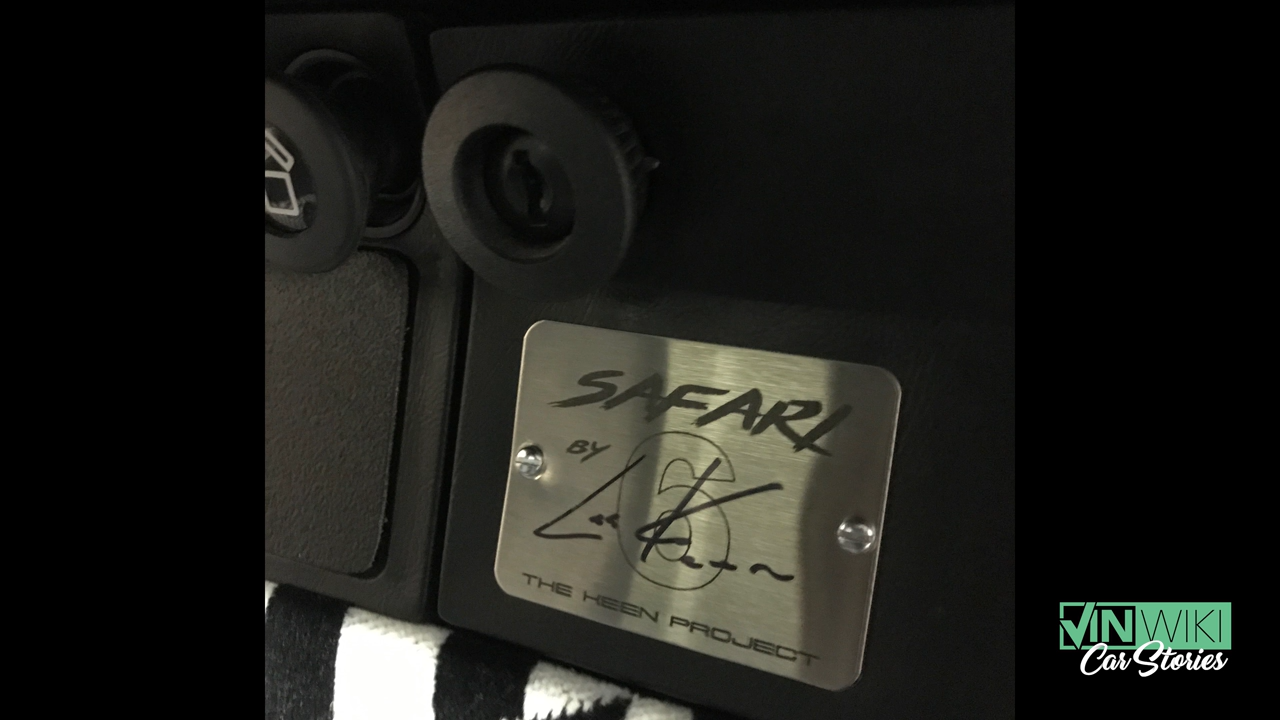 SAFARI
BY
6
THE KEEN PROJECT
VINWIKI
Car Stories